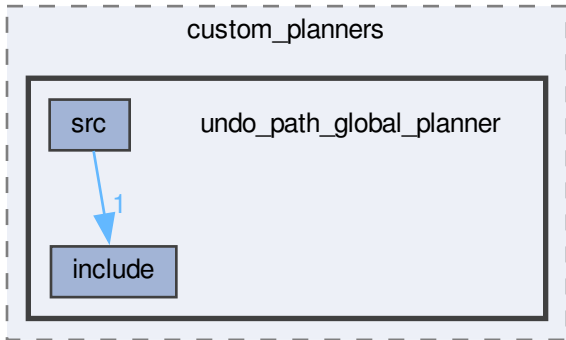 custom_planners
src
undo_path_global_planner
1
include